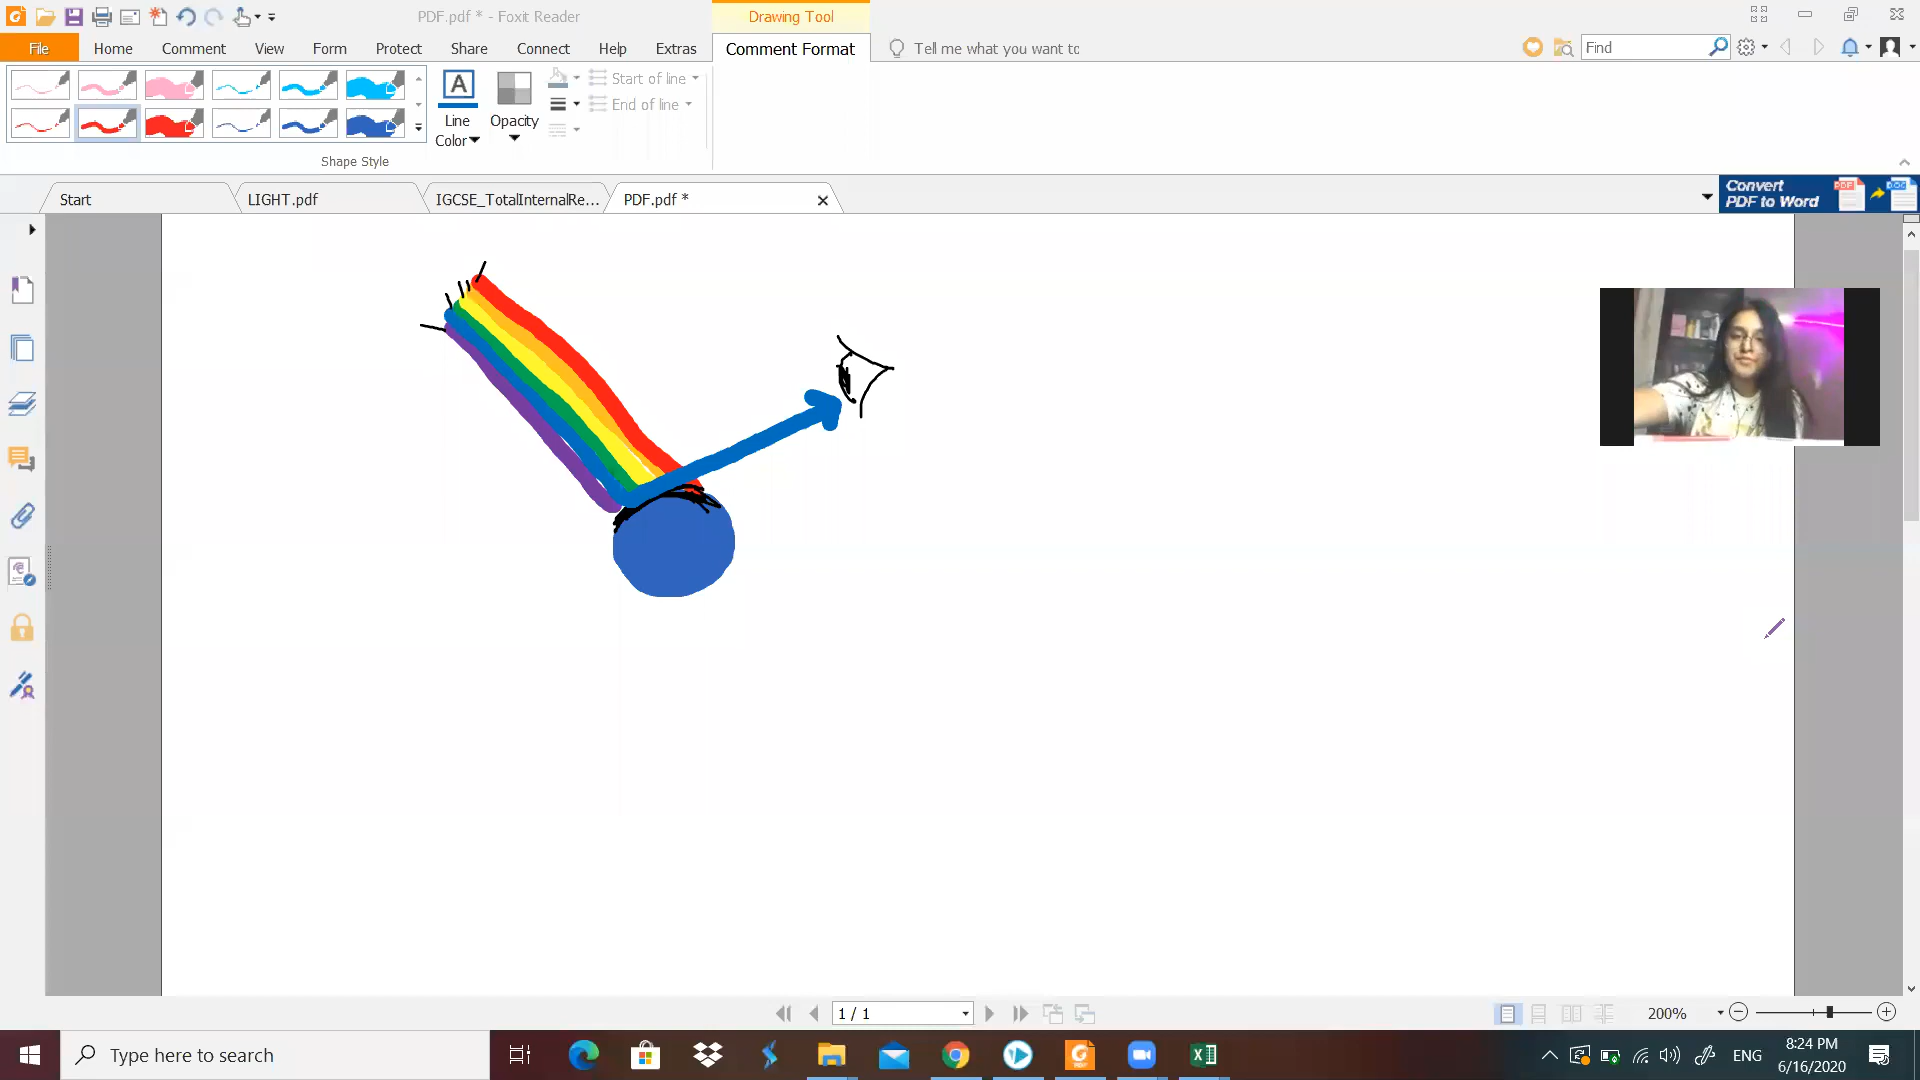 PDF.pdf * - Foxit Reader
Drawing Tool
File Home Comment View Form Protect Share Connect Help Extras Comment Format Tell me what you want to Find
A
Line Color
Opacity
Start of line
End of line
Shape Style
Start LIGHT.pdf IGCSE_TotalInternalRe... PDF.pdf *
Convert
PDF to Word
1 / 1
200%
Type here to search
ENG
8:24 PM
6/16/2020